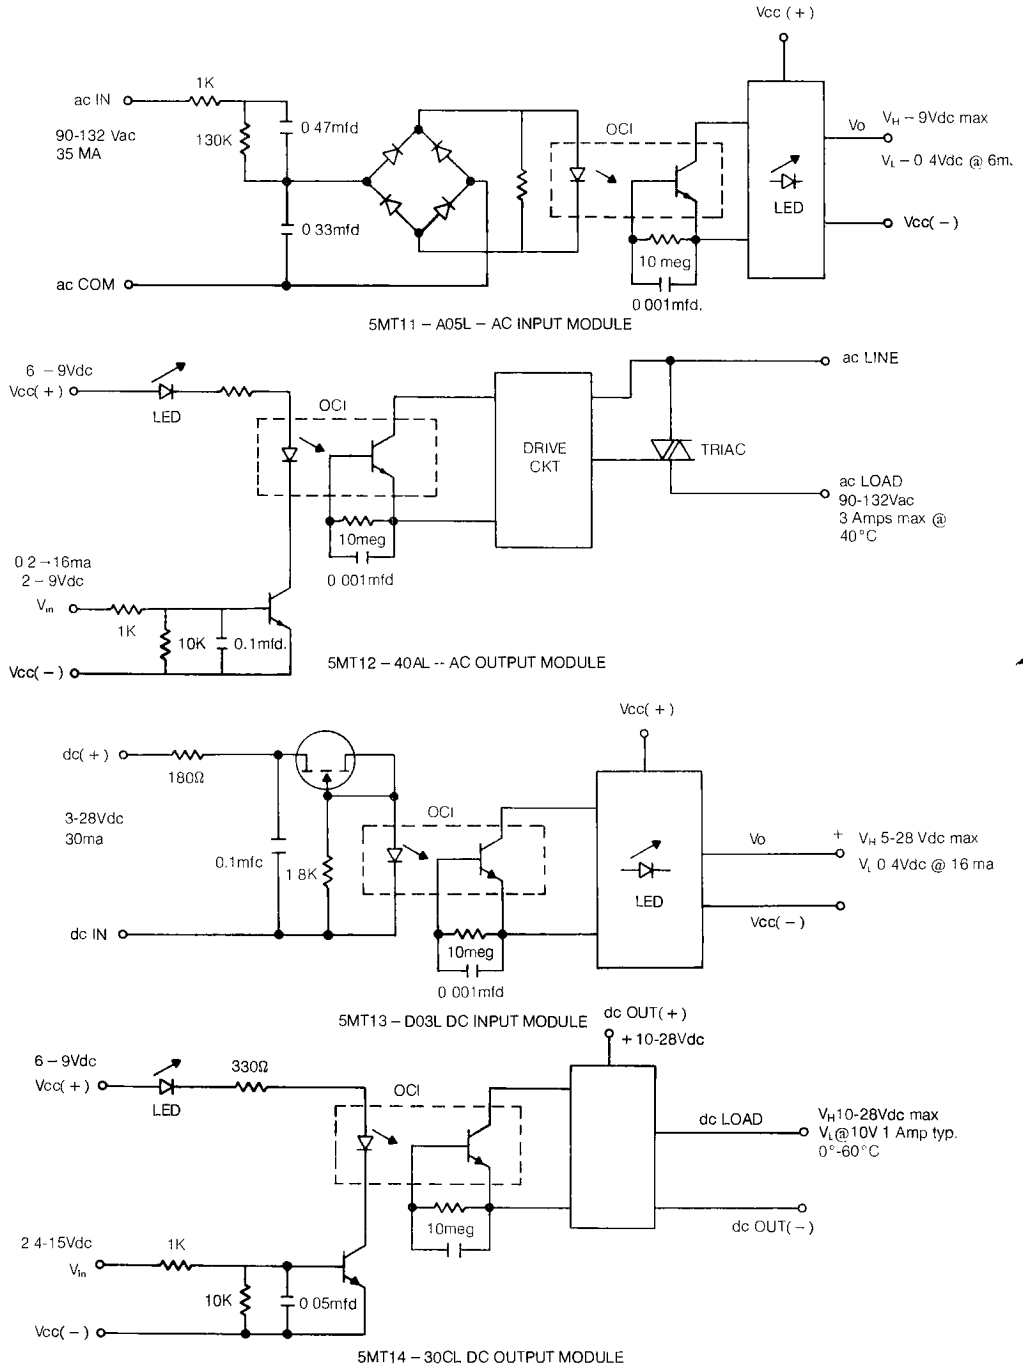 Vcc (+)
1K
ac IN
0 47mfd
OCI
Vo
VH – 9Vdc max
90-132 Vac
35 MA
130K
VL – 0 4Vdc @ 6m.
LED
0 33mfd
Vcc(–)
10 meg
ac COM
0 001mfd.
5MT11 – A05L – AC INPUT MODULE
6 – 9Vdc
ac LINE
Vcc(+)
LED
OCI
DRIVE
CKT
TRIAC
ac LOAD
90-132Vac
3 Amps max @
40°C
10meg
0 2 – 16ma
2 – 9Vdc
0 001mfd
Vin
1K
10K
0.1mfd.
5MT12 – 40AL -- AC OUTPUT MODULE
Vcc(–)
Vcc(+)
dc(+)
180Ω
3-28Vdc
30ma
OCI
Vo
+
VH 5-28 Vdc max
0.1mfc
1 8K
VL 0 4Vdc @ 16 ma
LED
Vcc(–)
dc IN
10meg
0 001mfd
5MT13 – D03L DC INPUT MODULE
dc OUT(+)
+ 10-28Vdc
6 – 9Vdc
330Ω
Vcc(+)
LED
OCI
dc LOAD
VH10-28Vdc max
VL@10V 1 Amp typ.
0°-60°C
10meg
dc OUT(–)
2 4-15Vdc
1K
Vin
10K
0 05mfd
Vcc(–)
5MT14 – 30CL DC OUTPUT MODULE